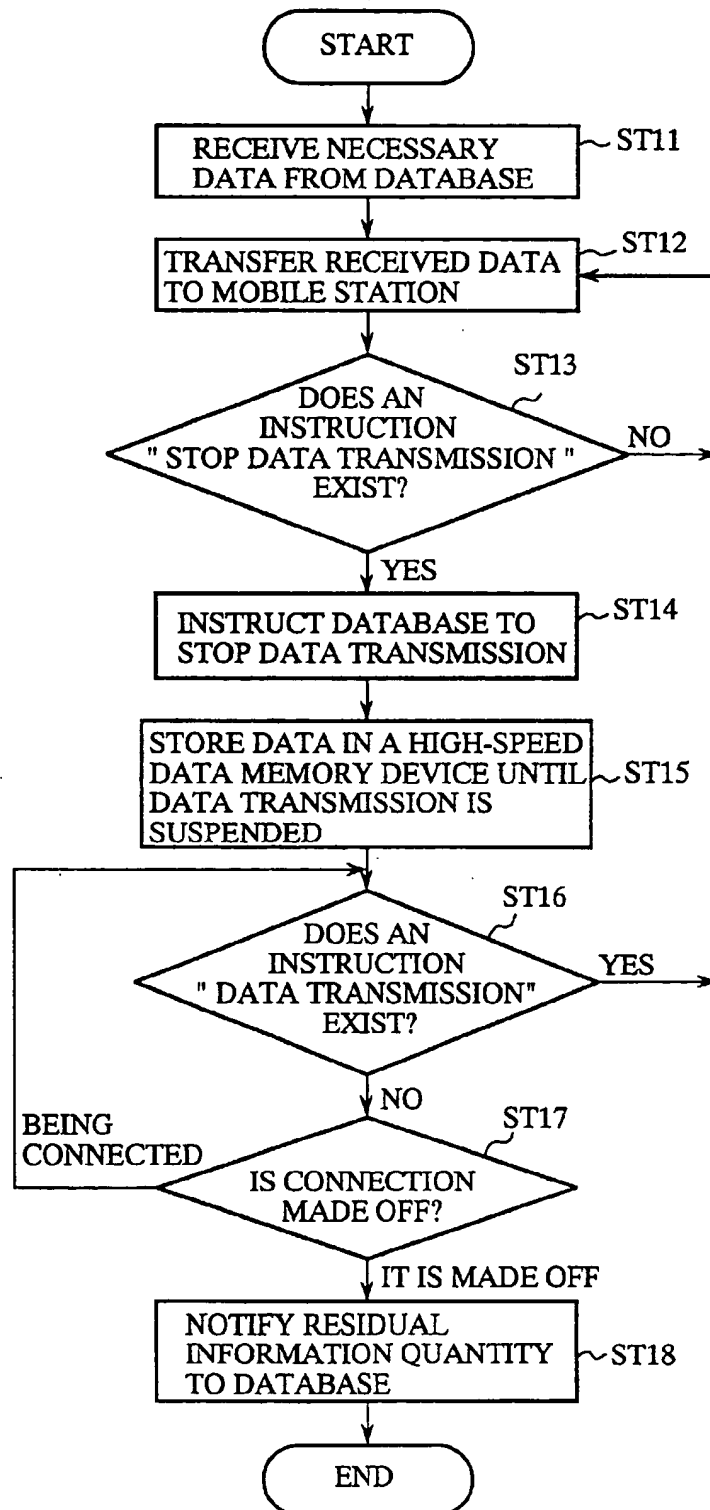 START
RECEIVE NECESSARY
DATA FROM DATABASE
ST11
TRANSFER RECEIVED DATA
TO MOBILE STATION
ST12
DOES AN
INSTRUCTION
" STOP DATA TRANSMISSION "
EXIST?
ST13
NO
YES
INSTRUCT DATABASE TO
STOP DATA TRANSMISSION
ST14
STORE DATA IN A HIGH-SPEED
DATA MEMORY DEVICE UNTIL
DATA TRANSMISSION IS
SUSPENDED
ST15
DOES AN
INSTRUCTION
" DATA TRANSMISSION"
EXIST?
ST16
YES
NO
BEING
CONNECTED
IS CONNECTION
MADE OFF?
ST17
IT IS MADE OFF
NOTIFY RESIDUAL
INFORMATION QUANTITY
TO DATABASE
ST18
END